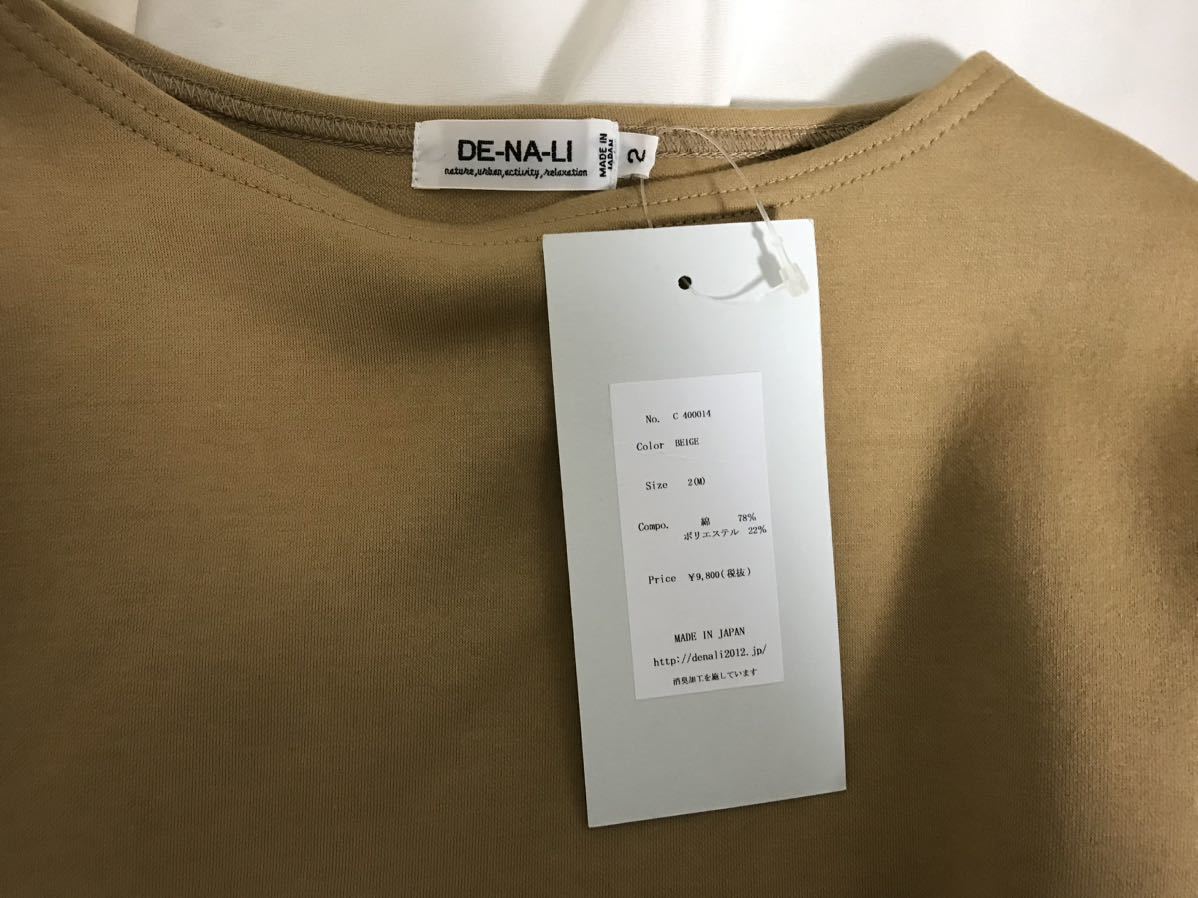 DE-NA-LI
nature,urban,activity,relaxation
MADE IN
JAPAN
2
No. C 400014
Color BEIGE
Size 2(M)
Compo. 綿 78%
ポリエステル 22%
Price ¥9,800(税抜)
MADE IN JAPAN
http://denali2012.jp/
消臭加工を施しています